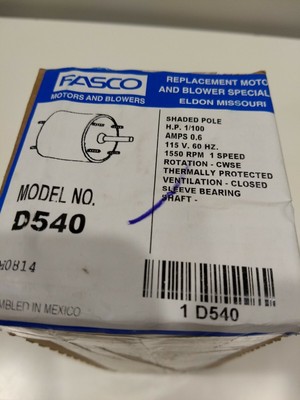 FASCO
MOTORS AND BLOWERS
REPLACEMENT MOTO
AND BLOWER SPECIAL
ELDON MISSOURI
SHADED POLE
H.P. 1/100
AMPS 0.6
115 V. 60 HZ.
1550 RPM 1 SPEED
ROTATION - CWSE
THERMALLY PROTECTED
VENTILATION - CLOSED
SLEEVE BEARING
SHAFT -
MODEL NO.
D540
0814
MBLED IN MEXICO
1 D540